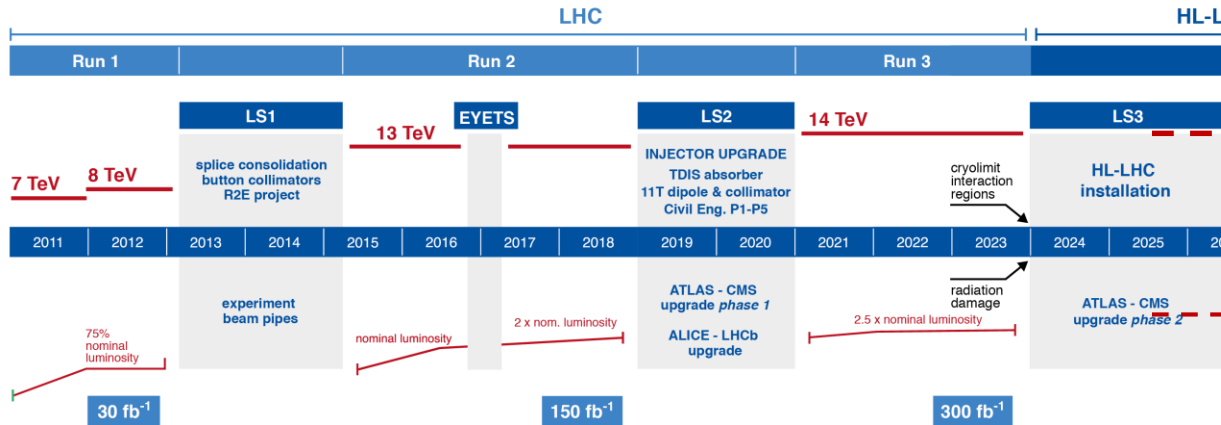 LHC
HL-L
Run 1
Run 2
Run 3
LS1
EYETS
LS2
LS3
13 TeV
14 TeV
7 TeV
8 TeV
splice consolidation
button collimators
R2E project
INJECTOR UPGRADE
TDIS absorber
11T dipole & collimator
Civil Eng. P1-P5
cryolimit
interaction
regions
HL-LHC
installation
2011 2012 2013 2014 2015 2016 2017 2018 2019 2020 2021 2022 2023 2024 2025
experiment
beam pipes
ATLAS - CMS
upgrade phase 1
ALICE - LHCb
upgrade
radiation
damage
ATLAS - CMS
upgrade phase 2
75%
nominal
luminosity
nominal luminosity
2 x nom. luminosity
2.5 x nominal luminosity
30 fb⁻¹
150 fb⁻¹
300 fb⁻¹